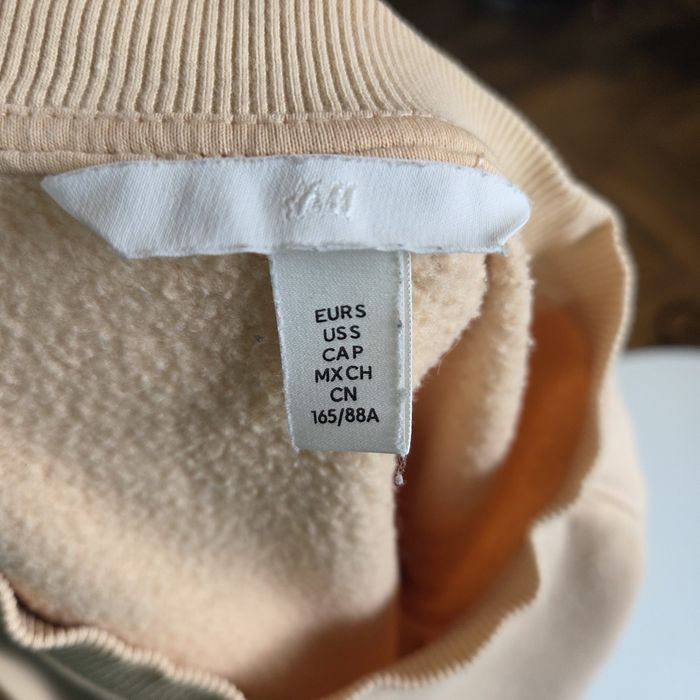 H&M
EUR S
US S
CA P
MX CH
CN
165/88A